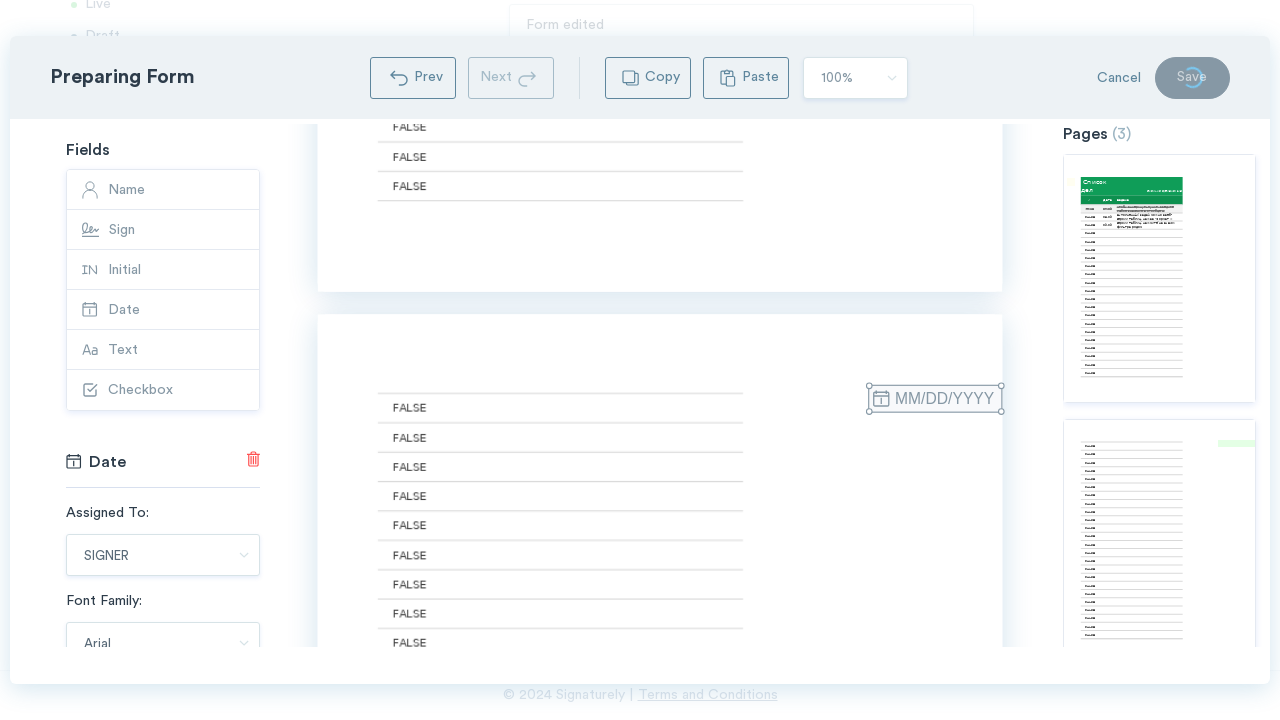 Live
Form edited
Draft
Preparing Form
Prev
Next
Copy
Paste
100%
Cancel
Save
Fields
Name
Sign
Initial
Date
Text
Checkbox
Date
Assigned To:
SIGNER
Font Family:
Arial
FALSE
FALSE
FALSE
FALSE
FALSE
FALSE
FALSE
FALSE
FALSE
FALSE
FALSE
FALSE
MM/DD/YYYY
Pages (3)
Список
дел
© 2024 Signaturely | Terms and Conditions